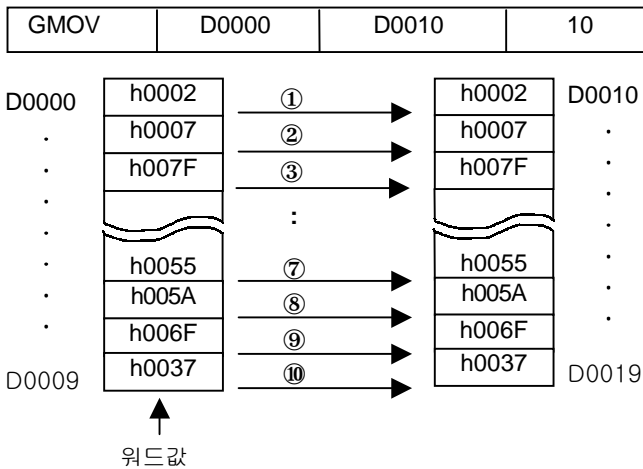 GMOV D0000 D0010 10
D0000 h0002 ① h0002 D0010
h0007 ② h0007
h007F ③ h007F
:
h0055 ⑦ h0055
h005A ⑧ h005A
h006F ⑨ h006F
D0009 h0037 ⑩ h0037 D0019
워드값